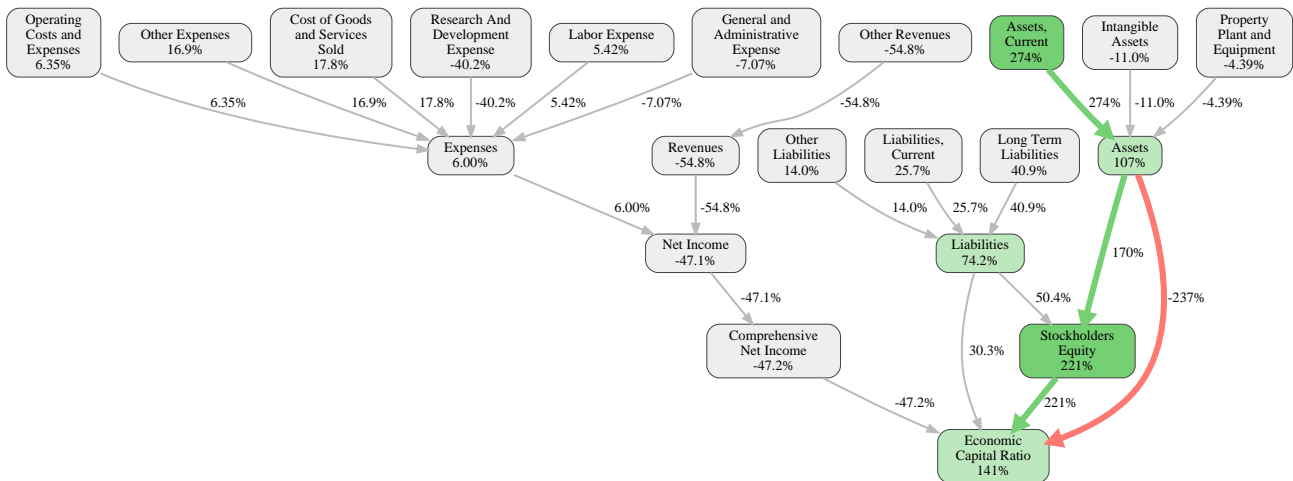 Operating
Costs and
Expenses
6.35%
Other Expenses
16.9%
Cost of Goods
and Services
Sold
17.8%
Research And
Development
Expense
-40.2%
Labor Expense
5.42%
General and
Administrative
Expense
-7.07%
Other Revenues
-54.8%
Assets,
Current
274%
Intangible
Assets
-11.0%
Property
Plant and
Equipment
-4.39%
6.35%
16.9%
17.8%
-40.2%
5.42%
-7.07%
-54.8%
274%
-11.0%
-4.39%
Expenses
6.00%
Revenues
-54.8%
Other
Liabilities
14.0%
Liabilities,
Current
25.7%
Long Term
Liabilities
40.9%
Assets
107%
6.00%
-54.8%
14.0%
25.7%
40.9%
Net Income
-47.1%
Liabilities
74.2%
170%
-47.1%
50.4%
-237%
Comprehensive
Net Income
-47.2%
30.3%
Stockholders
Equity
221%
-47.2%
221%
Economic
Capital Ratio
141%